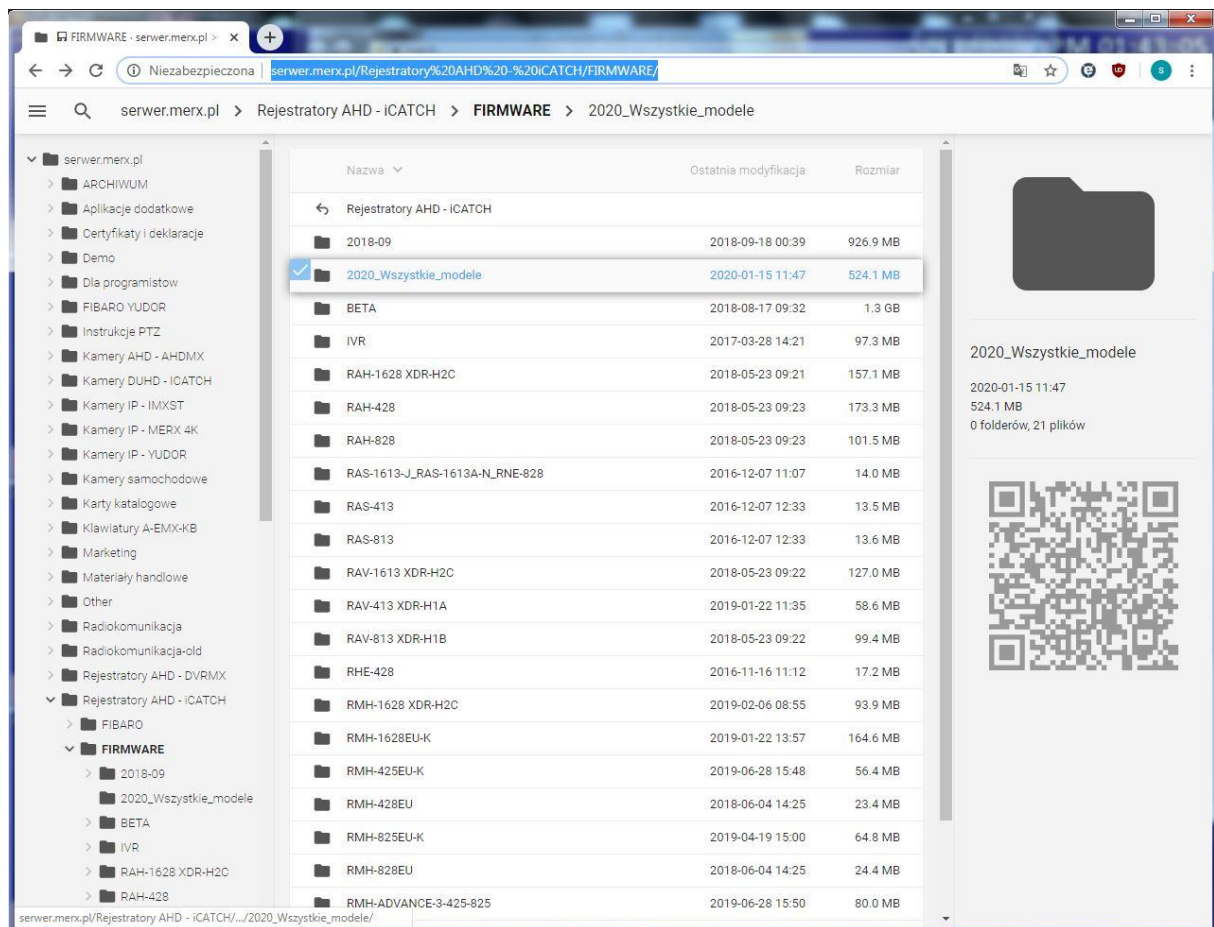 FIRMWARE · serwer.merx.pl >
Niezabezpieczona | serwer.merx.pl/Rejestratory%20AHD%20-%20iCATCH/FIRMWARE/
serwer.merx.pl > Rejestratory AHD - iCATCH > FIRMWARE > 2020_Wszystkie_modele
serwer.merx.pl
ARCHIWUM
Aplikacje dodatkowe
Certyfikaty i deklaracje
Demo
Dla programistow
FIBARO YUDOR
Instrukcje PTZ
Kamery AHD - AHDMX
Kamery DUHD - ICATCH
Kamery IP - IMXST
Kamery IP - MERX 4K
Kamery IP - YUDOR
Kamery samochodowe
Karty katalogowe
Klawiatury A-EMX-KB
Marketing
Materiały handlowe
Other
Radiokomunikacja
Radiokomunikacja-old
Rejestratory AHD - DVRMX
Rejestratory AHD - iCATCH
FIBARO
FIRMWARE
2018-09
2020_Wszystkie_modele
BETA
IVR
RAH-1628 XDR-H2C
RAH-428
serwer.merx.pl/Rejestratory AHD - iCATCH/.../2020_Wszystkie_modele/
Nazwa Ostatnia modyfikacja Rozmiar
Rejestratory AHD - iCATCH
2018-09 2018-09-18 00:39 926.9 MB
2020_Wszystkie_modele 2020-01-15 11:47 524.1 MB
BETA 2018-08-17 09:32 1.3 GB
IVR 2017-03-28 14:21 97.3 MB
RAH-1628 XDR-H2C 2018-05-23 09:21 157.1 MB
RAH-428 2018-05-23 09:23 173.3 MB
RAH-828 2018-05-23 09:23 101.5 MB
RAS-1613-J_RAS-1613A-N_RNE-828 2016-12-07 11:07 14.0 MB
RAS-413 2016-12-07 12:33 13.5 MB
RAS-813 2016-12-07 12:33 13.6 MB
RAV-1613 XDR-H2C 2018-05-23 09:22 127.0 MB
RAV-413 XDR-H1A 2019-01-22 11:35 58.6 MB
RAV-813 XDR-H1B 2018-05-23 09:22 99.4 MB
RHE-428 2016-11-16 11:12 17.2 MB
RMH-1628 XDR-H2C 2019-02-06 08:55 93.9 MB
RMH-1628EU-K 2019-01-22 13:57 164.6 MB
RMH-425EU-K 2019-06-28 15:48 56.4 MB
RMH-428EU 2018-06-04 14:25 23.4 MB
RMH-825EU-K 2019-04-19 15:00 64.8 MB
RMH-828EU 2018-06-04 14:25 24.4 MB
RMH-ADVANCE-3-425-825 2019-06-28 15:50 80.0 MB
2020_Wszystkie_modele
2020-01-15 11:47
524.1 MB
0 folderów, 21 plików